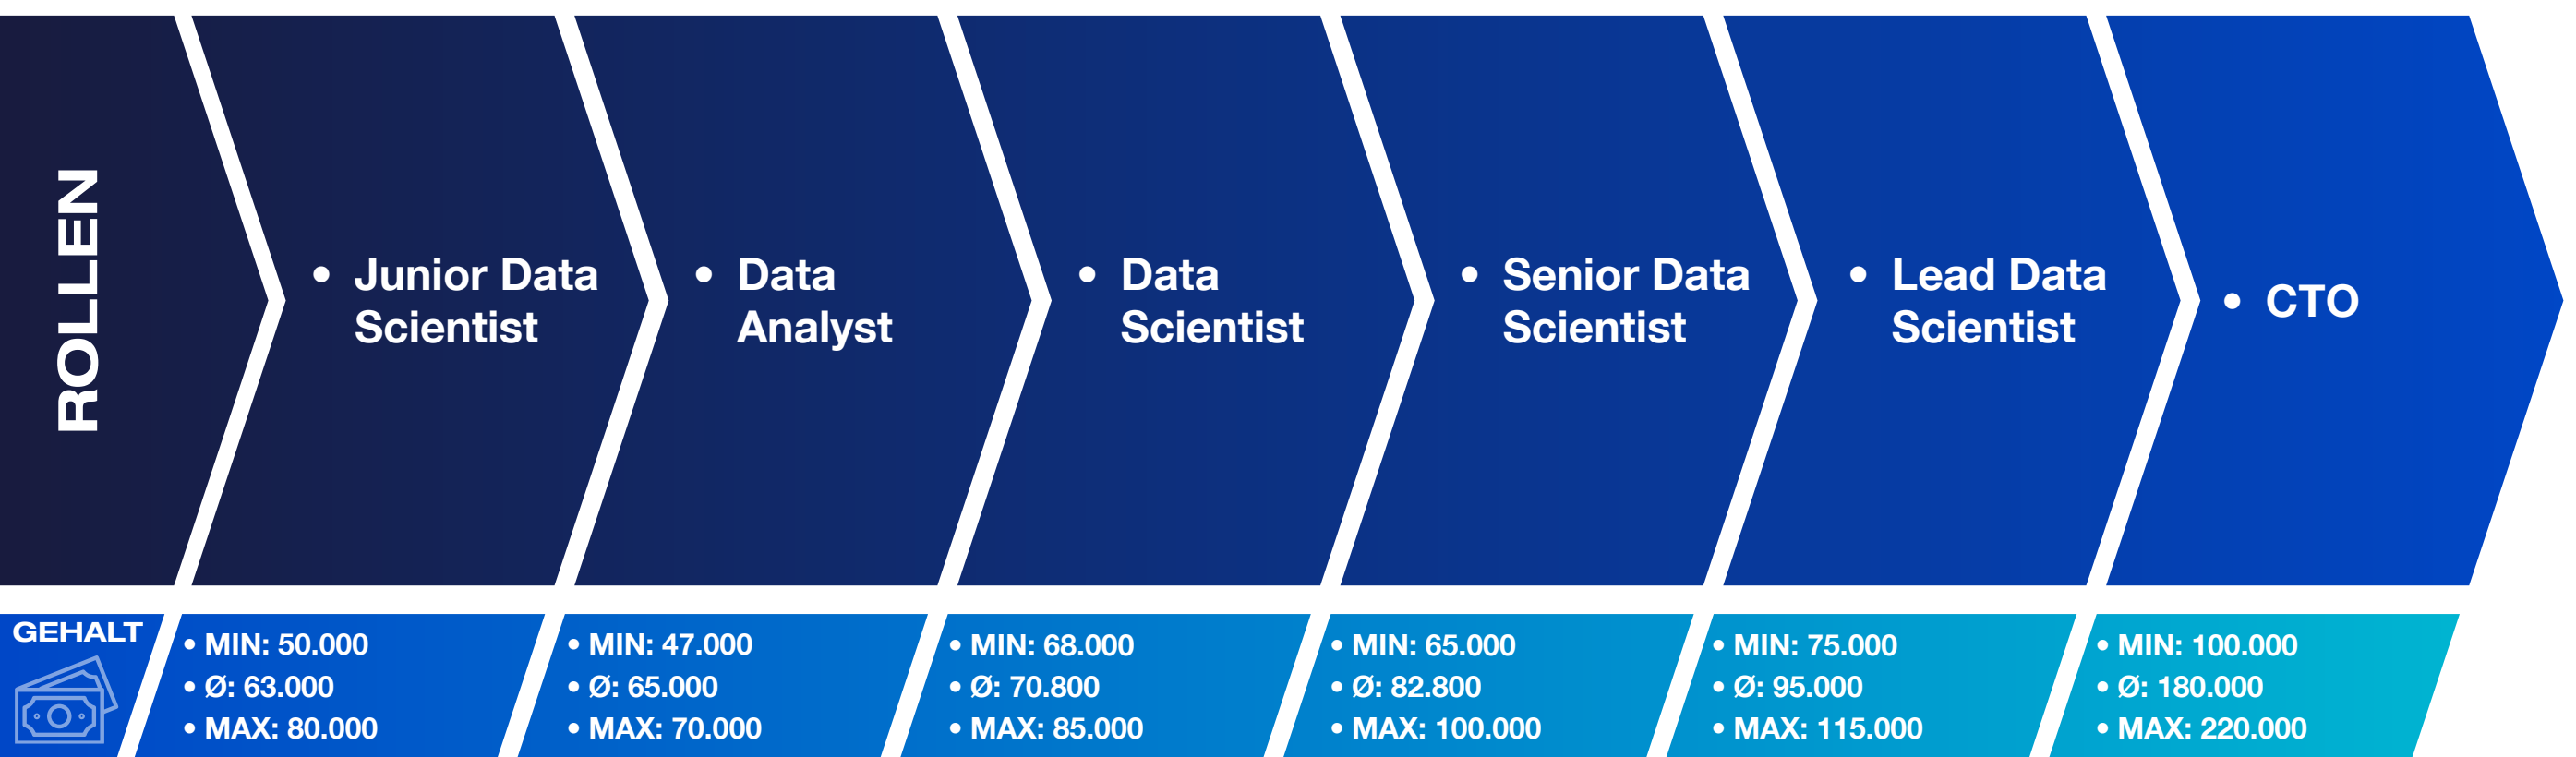 ROLLEN
• Junior Data
Scientist
• Data
Analyst
• Data
Scientist
• Senior Data
Scientist
• Lead Data
Scientist
• CTO
GEHALT
• MIN: 50.000
• Ø: 63.000
• MAX: 80.000
• MIN: 47.000
• Ø: 65.000
• MAX: 70.000
• MIN: 68.000
• Ø: 70.800
• MAX: 85.000
• MIN: 65.000
• Ø: 82.800
• MAX: 100.000
• MIN: 75.000
• Ø: 95.000
• MAX: 115.000
• MIN: 100.000
• Ø: 180.000
• MAX: 220.000